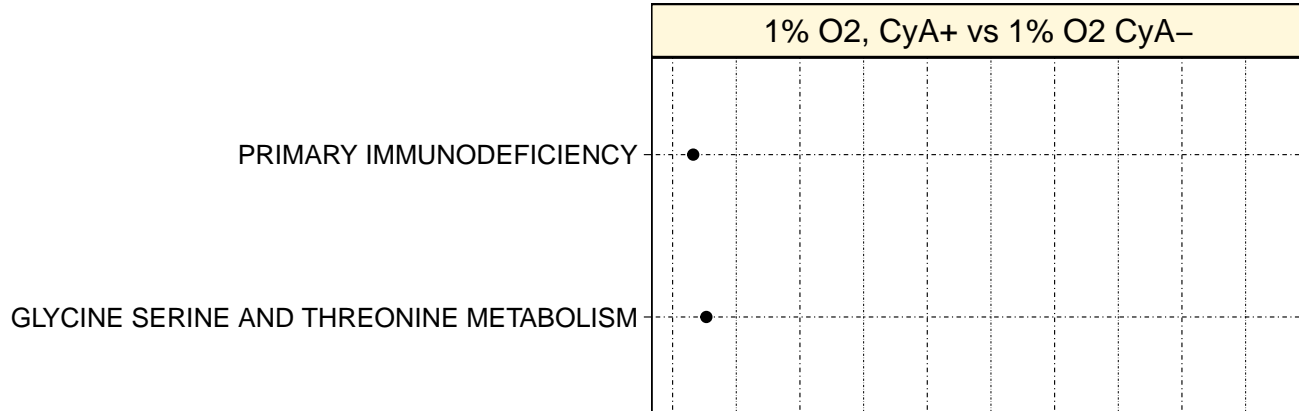 1% O2, CyA+ vs 1% O2 CyA−
PRIMARY IMMUNODEFICIENCY
GLYCINE SERINE AND THREONINE METABOLISM